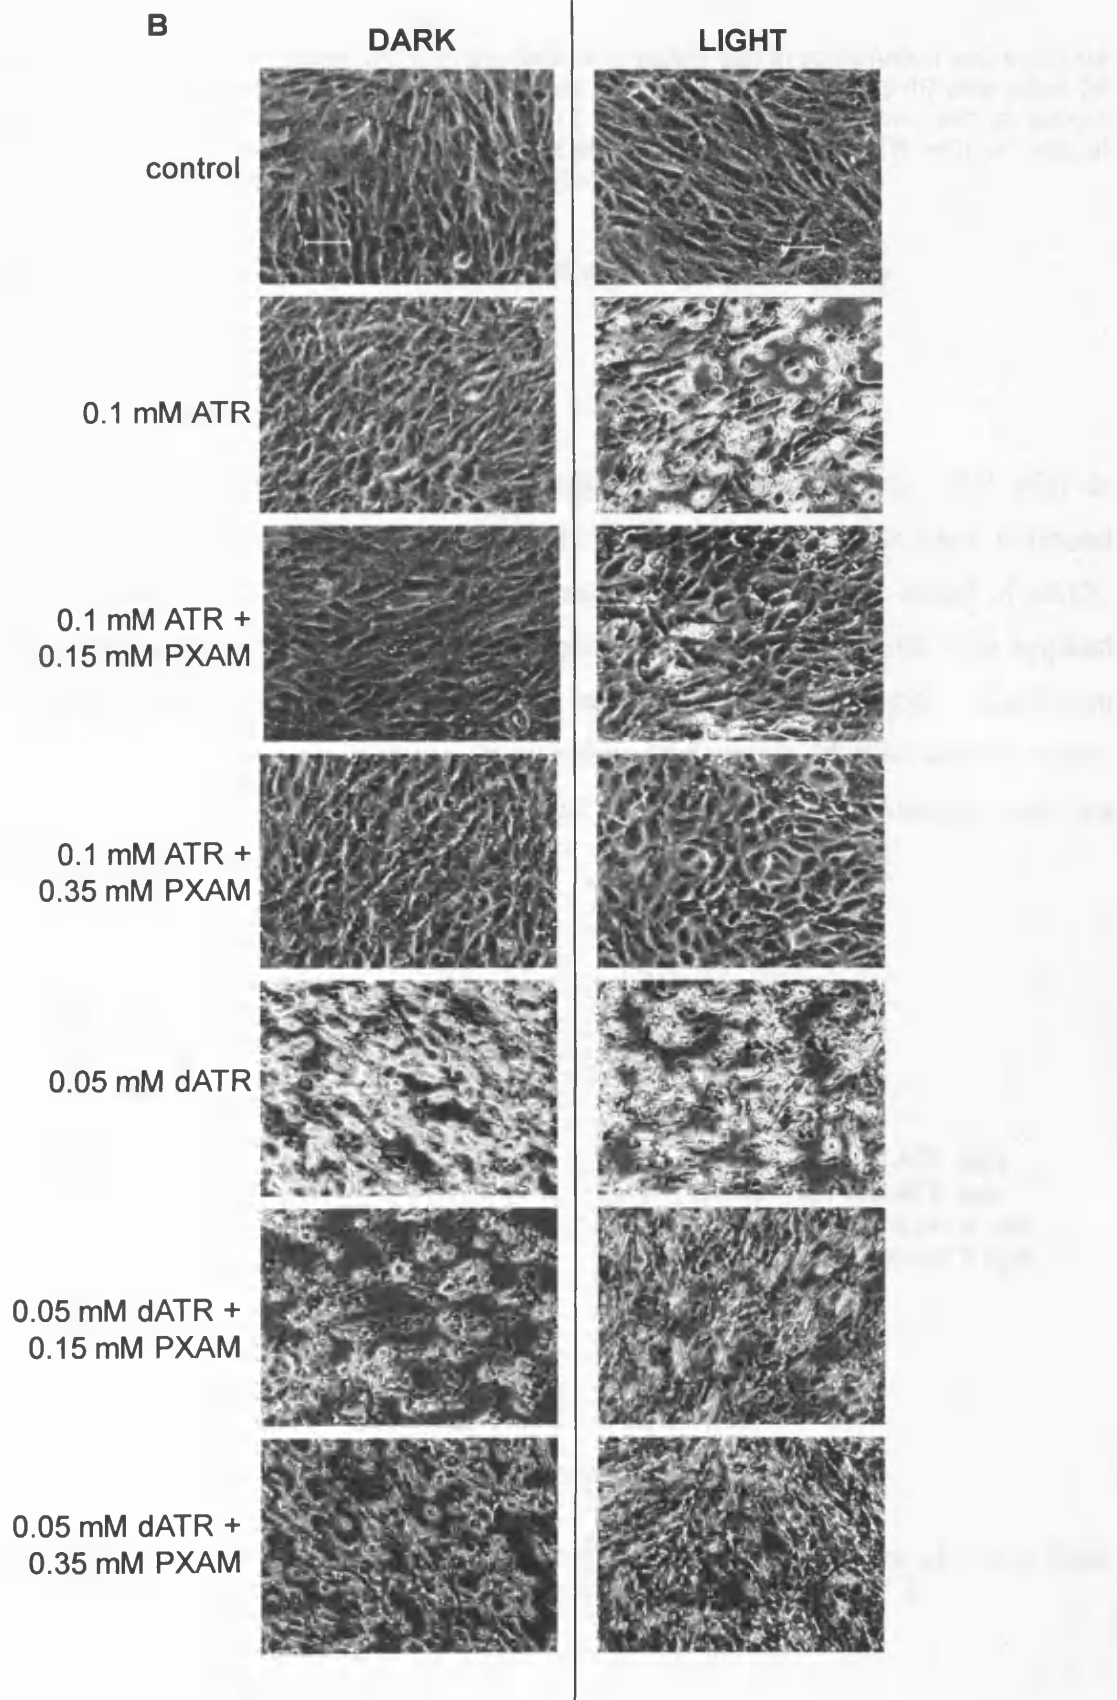 B
DARK
LIGHT
control
0.1 mM ATR
0.1 mM ATR +
0.15 mM PXAM
0.1 mM ATR +
0.35 mM PXAM
0.05 mM dATR
0.05 mM dATR +
0.15 mM PXAM
0.05 mM dATR +
0.35 mM PXAM